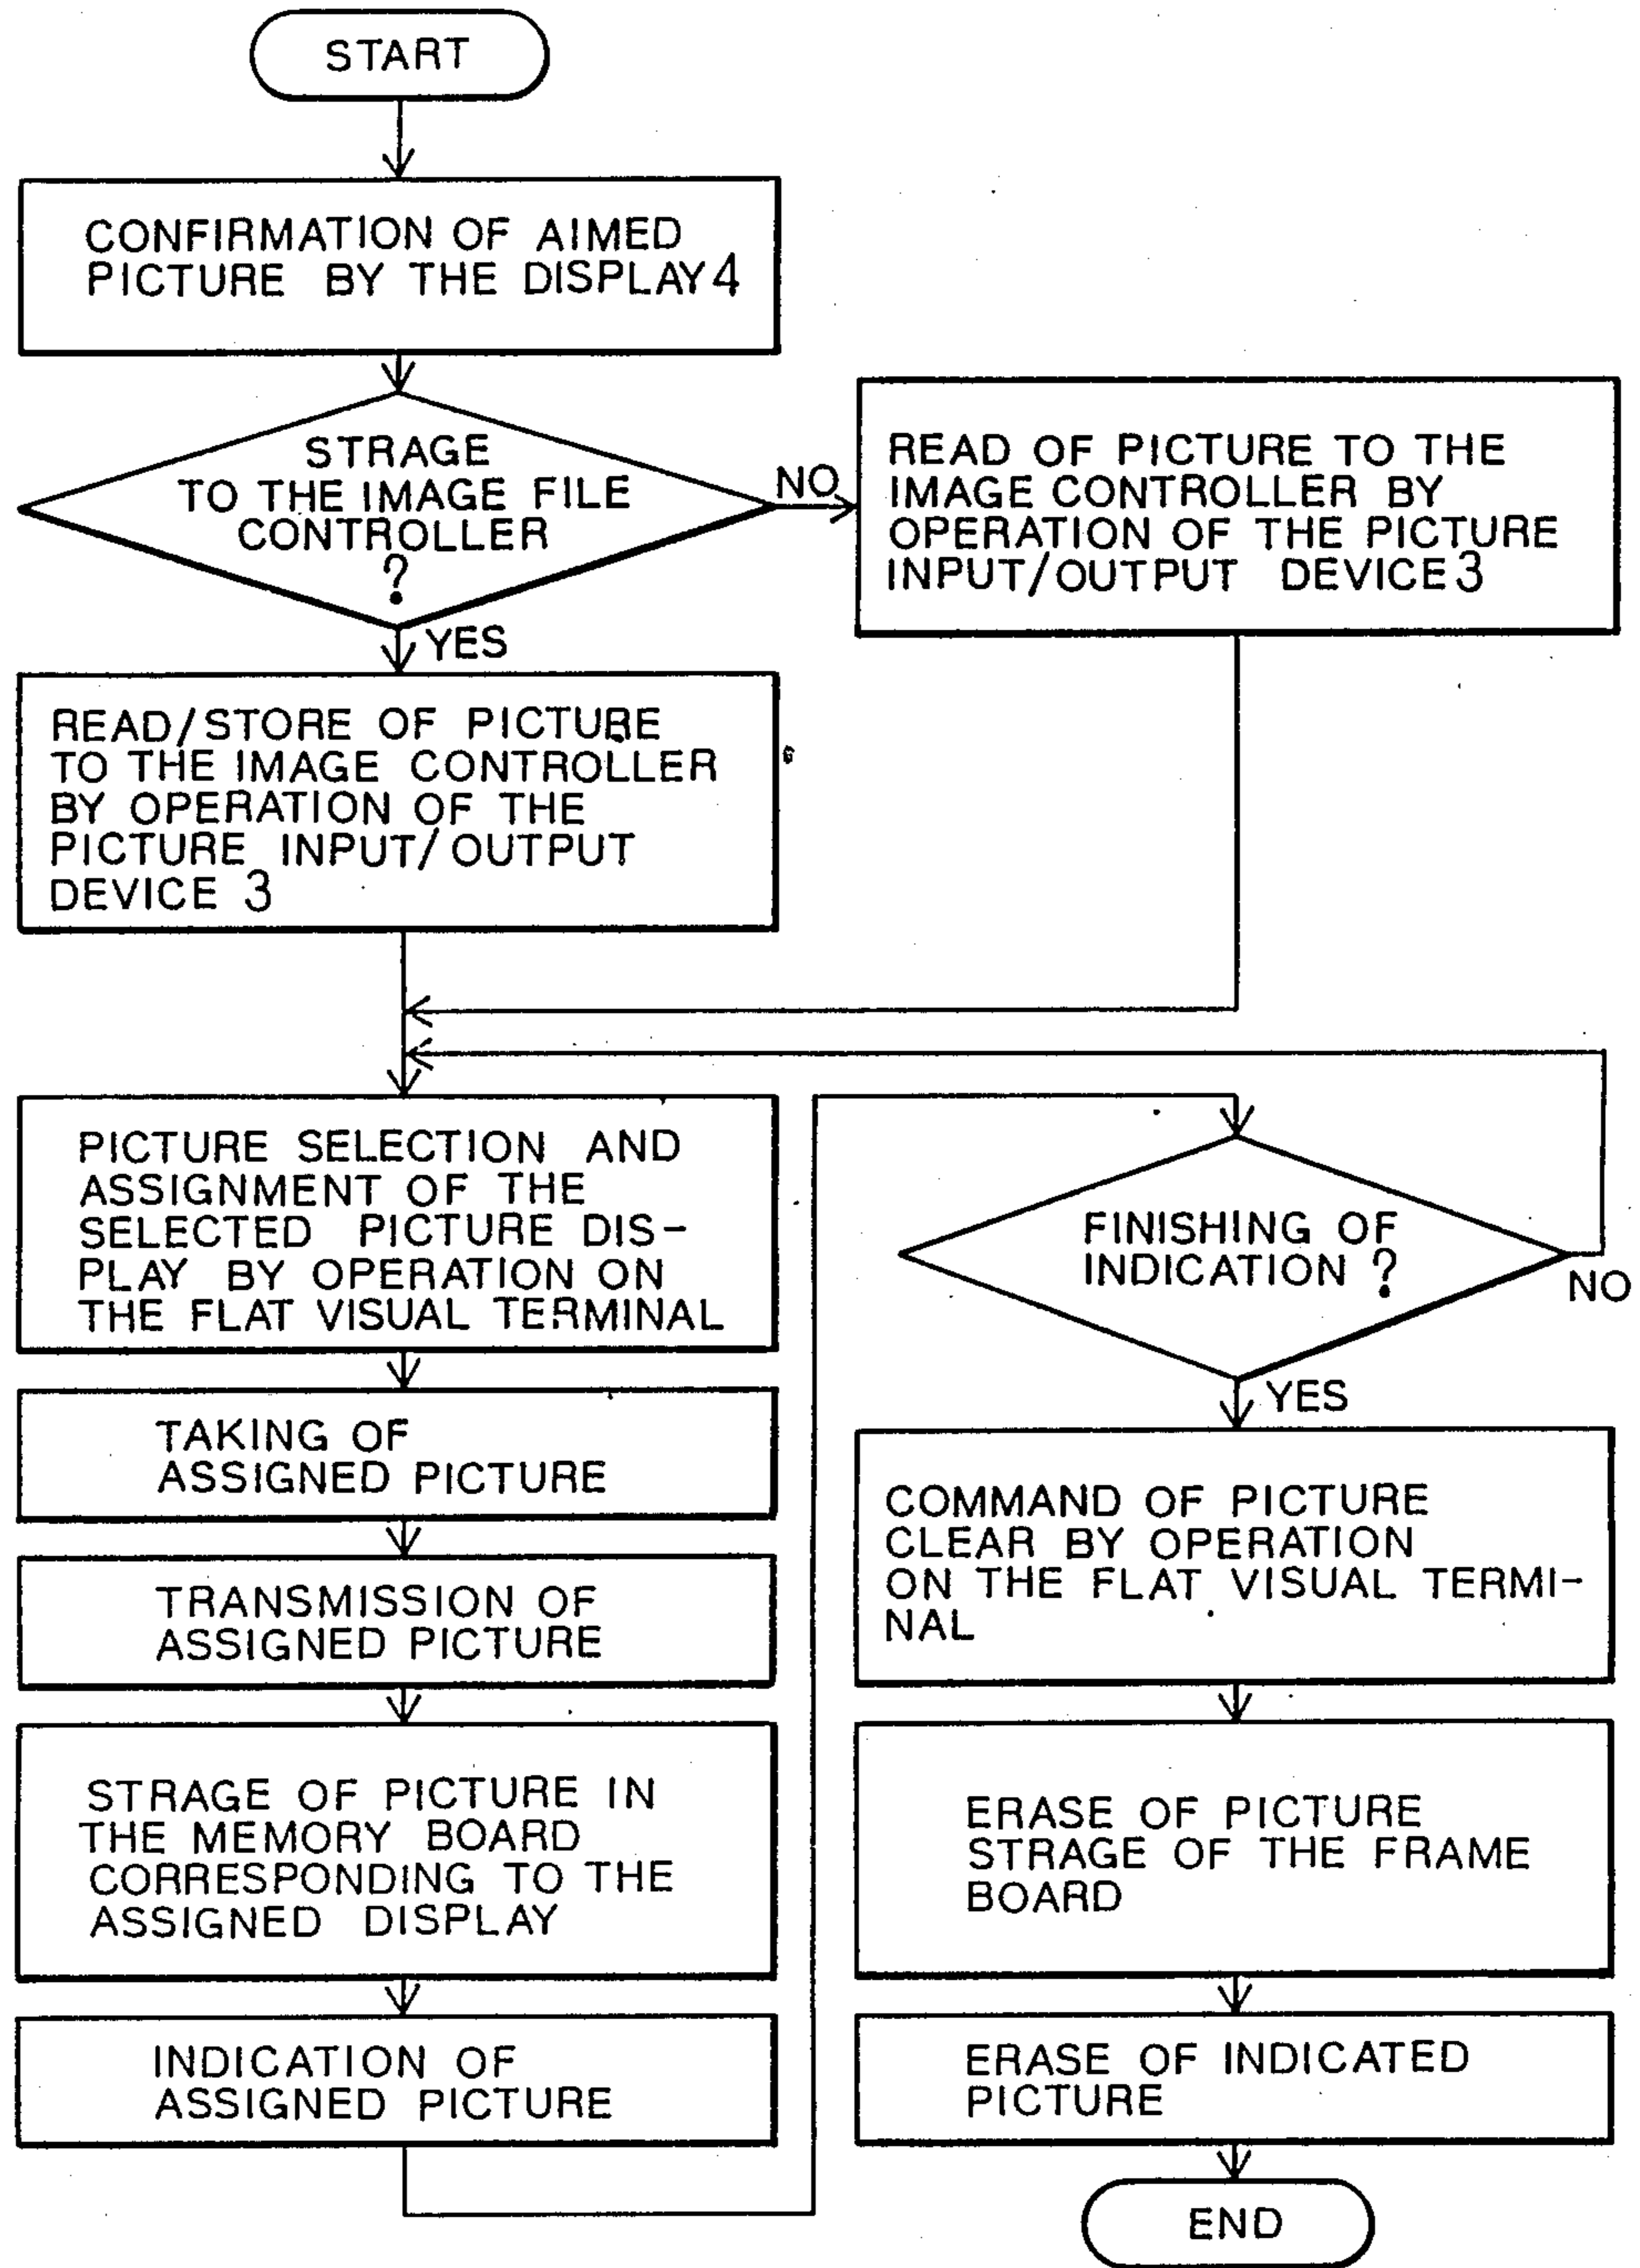 START
CONFIRMATION OF AIMED
PICTURE BY THE DISPLAY 4
STRAGE
TO THE IMAGE FILE
CONTROLLER
?
NO
READ OF PICTURE TO THE
IMAGE CONTROLLER BY
OPERATION OF THE PICTURE
INPUT/OUTPUT DEVICE 3
YES
READ/STORE OF PICTURE
TO THE IMAGE CONTROLLER
BY OPERATION OF THE
PICTURE INPUT/OUTPUT
DEVICE 3
PICTURE SELECTION AND
ASSIGNMENT OF THE
SELECTED PICTURE DIS-
PLAY BY OPERATION ON
THE FLAT VISUAL TERMINAL
TAKING OF
ASSIGNED PICTURE
TRANSMISSION OF
ASSIGNED PICTURE
STRAGE OF PICTURE IN
THE MEMORY BOARD
CORRESPONDING TO THE
ASSIGNED DISPLAY
INDICATION OF
ASSIGNED PICTURE
FINISHING OF
INDICATION ?
NO
YES
COMMAND OF PICTURE
CLEAR BY OPERATION
ON THE FLAT VISUAL TERMI-
NAL
ERASE OF PICTURE
STRAGE OF THE FRAME
BOARD
ERASE OF INDICATED
PICTURE
END